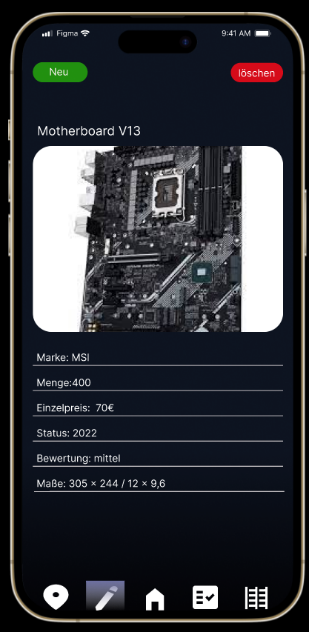 Figma
9:41 AM
Neu
löschen
Motherboard V13
Marke: MSI
Menge:400
Einzelpreis: 70€
Status: 2022
Bewertung: mittel
Maße: 305 × 244 / 12 × 9,6